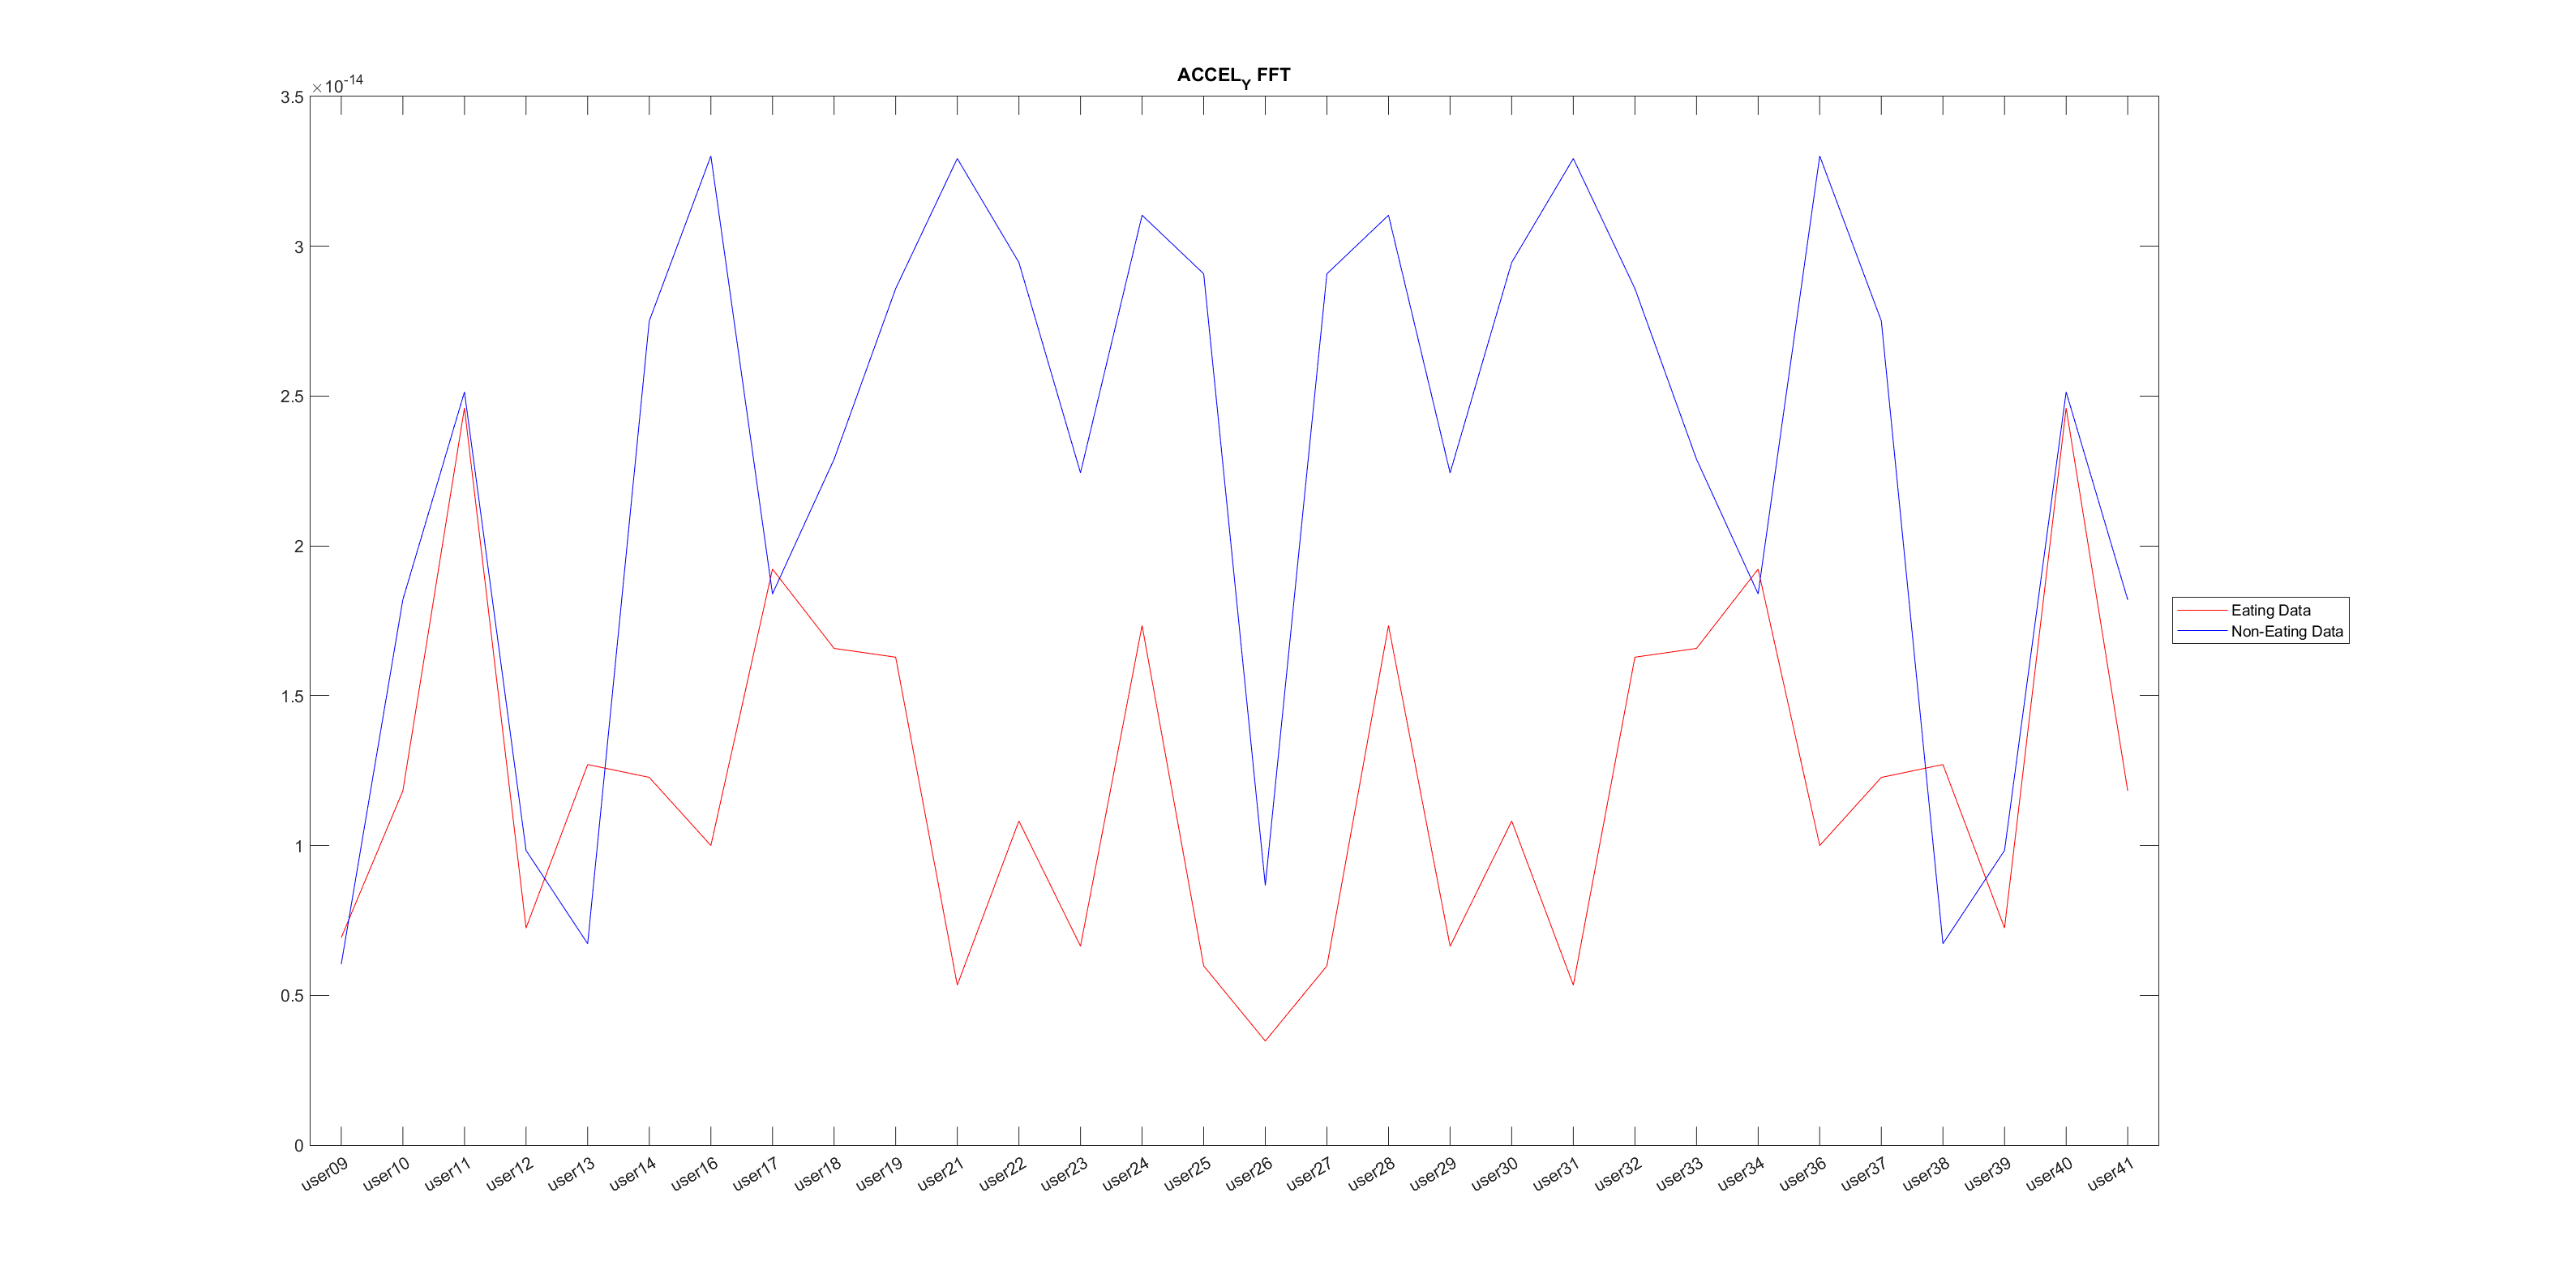 ACCEL_Y FFT
×10^-14
3.5
3
2.5
2
1.5
1
0.5
0
user09 user10 user11 user12 user13 user14 user16 user17 user18 user19 user21 user22 user23 user24 user25 user26 user27 user28 user29 user30 user31 user32 user33 user34 user36 user37 user38 user39 user40 user41
Eating Data
Non-Eating Data